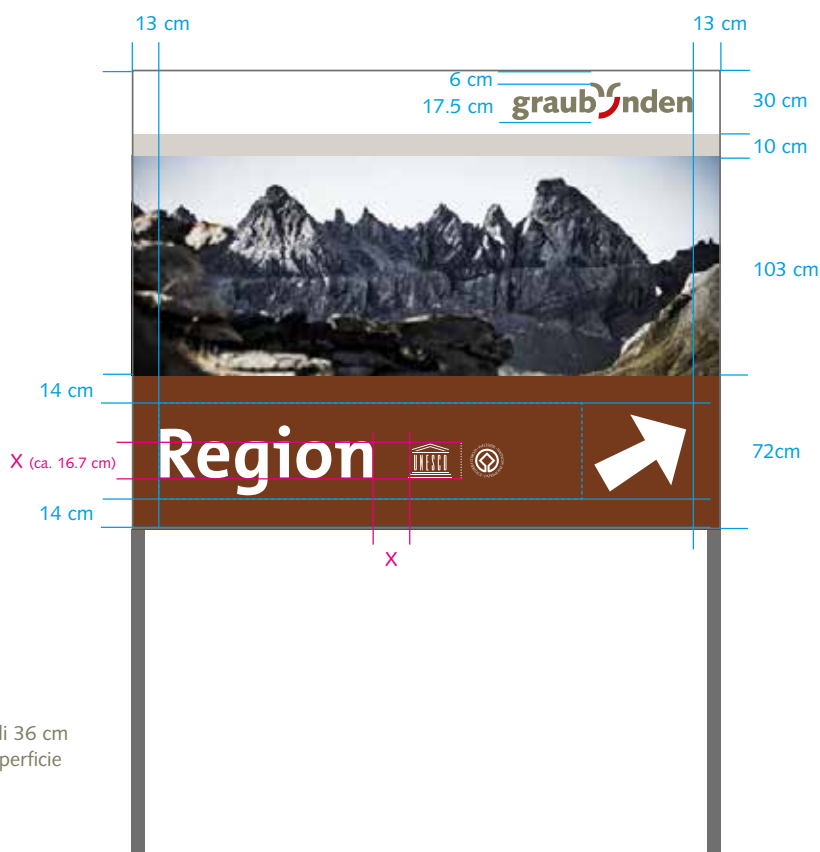 13 cm
13 cm
6 cm
17.5 cm
graubünden
30 cm
10 cm
103 cm
14 cm
X (ca. 16.7 cm)
Region
UNESCO
72cm
14 cm
X
di 36 cm
perficie